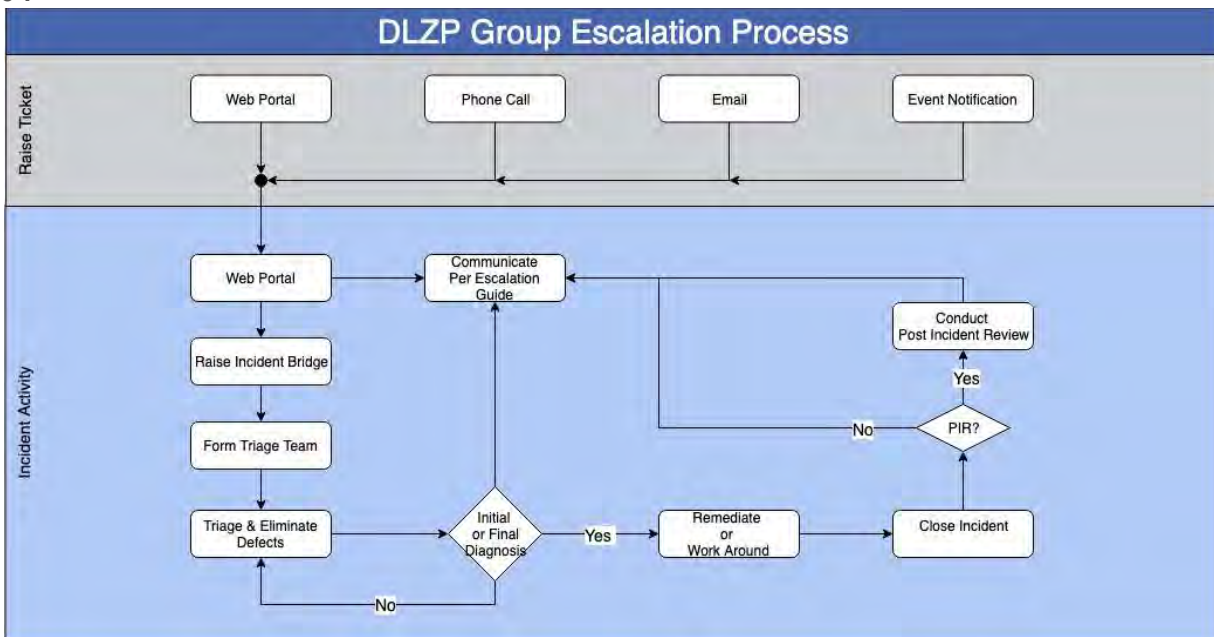 DLZP Group Escalation Process
Raise Ticket
Web Portal
Phone Call
Email
Event Notification
Incident Activity
Web Portal
Communicate
Per Escalation
Guide
Conduct
Post Incident Review
Raise Incident Bridge
Yes
Form Triage Team
No
PIR?
Triage & Eliminate
Defects
Initial
or Final
Diagnosis
Yes
Remediate
or
Work Around
Close Incident
No